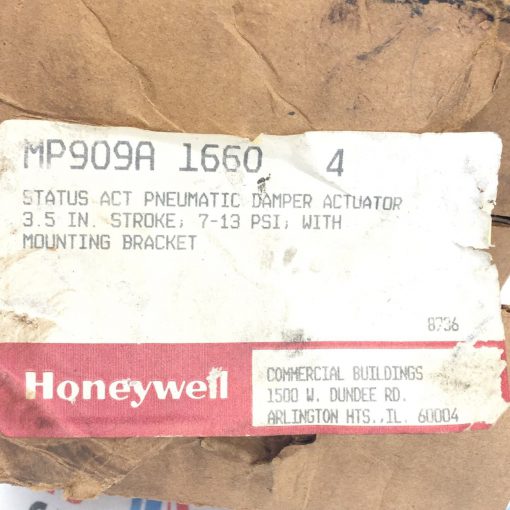 MP909A 1660 4
STATUS ACT PNEUMATIC DAMPER ACTUATOR
3.5 IN. STROKE; 7-13 PSI; WITH
MOUNTING BRACKET
8736
Honeywell
COMMERCIAL BUILDINGS
1500 W. DUNDEE RD.
ARLINGTON HTS.,IL. 60004